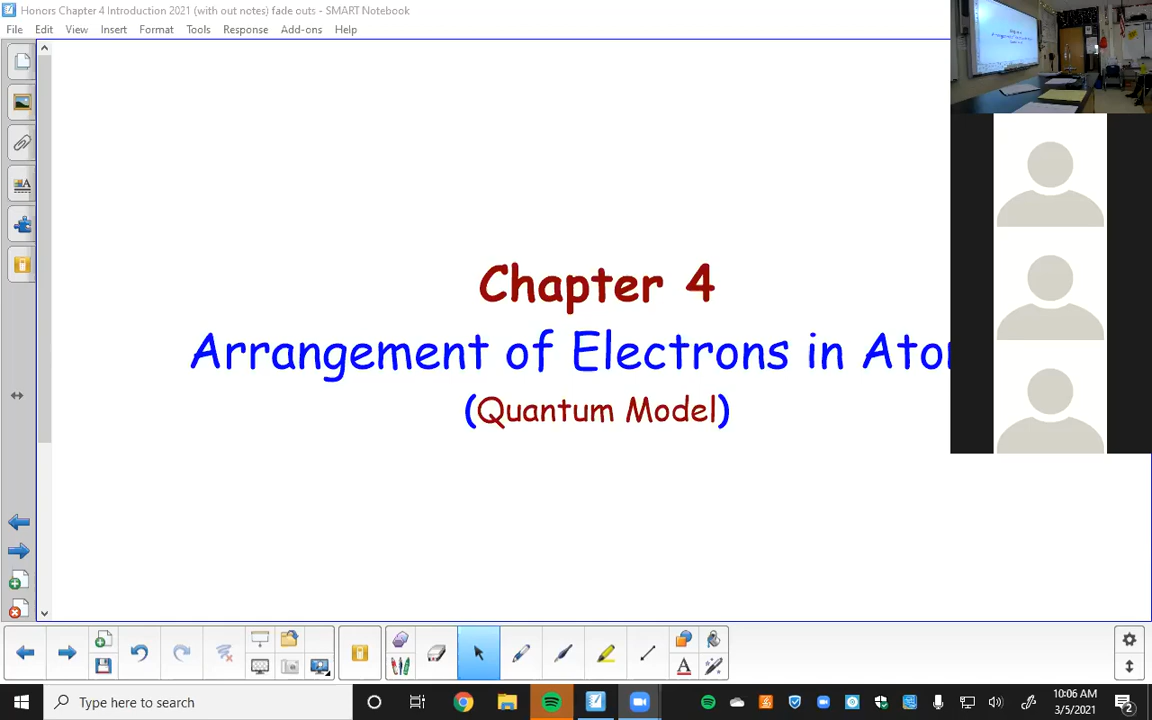 Honors Chapter 4 Introduction 2021 (with out notes) fade outs - SMART Notebook
File Edit View Insert Format Tools Response Add-ons Help
Chapter 4
Arrangement of Electrons in Ato
(Quantum Model)
Type here to search
10:06 AM
3/5/2021
2